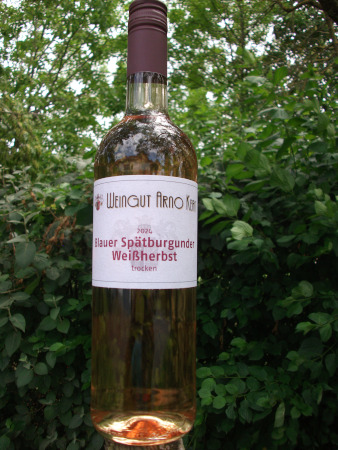 Weingut Arno
2024
Blauer Spätburgunder
Weißherbst
trocken